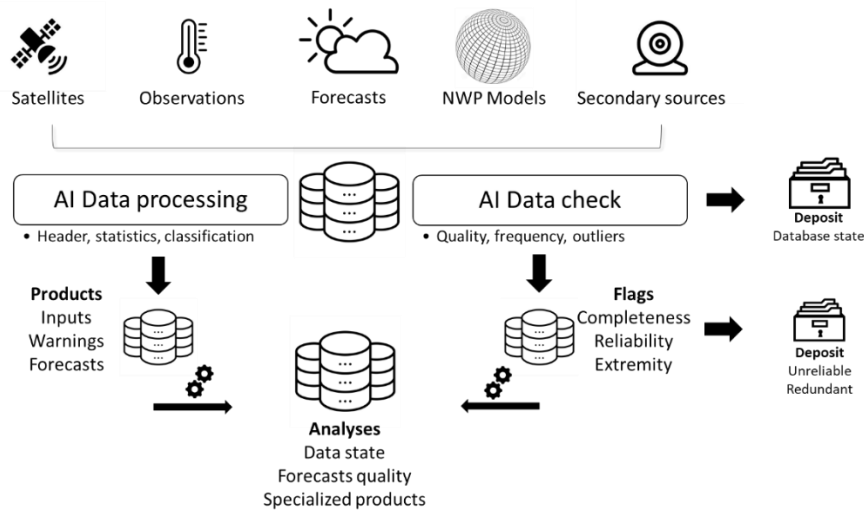 Satellites
Observations
Forecasts
NWP Models
Secondary sources
AI Data processing
• Header, statistics, classification
AI Data check
• Quality, frequency, outliers
Deposit
Database state
Products
Inputs
Warnings
Forecasts
Flags
Completeness
Reliability
Extremity
Deposit
Unreliable
Redundant
Analyses
Data state
Forecasts quality
Specialized products